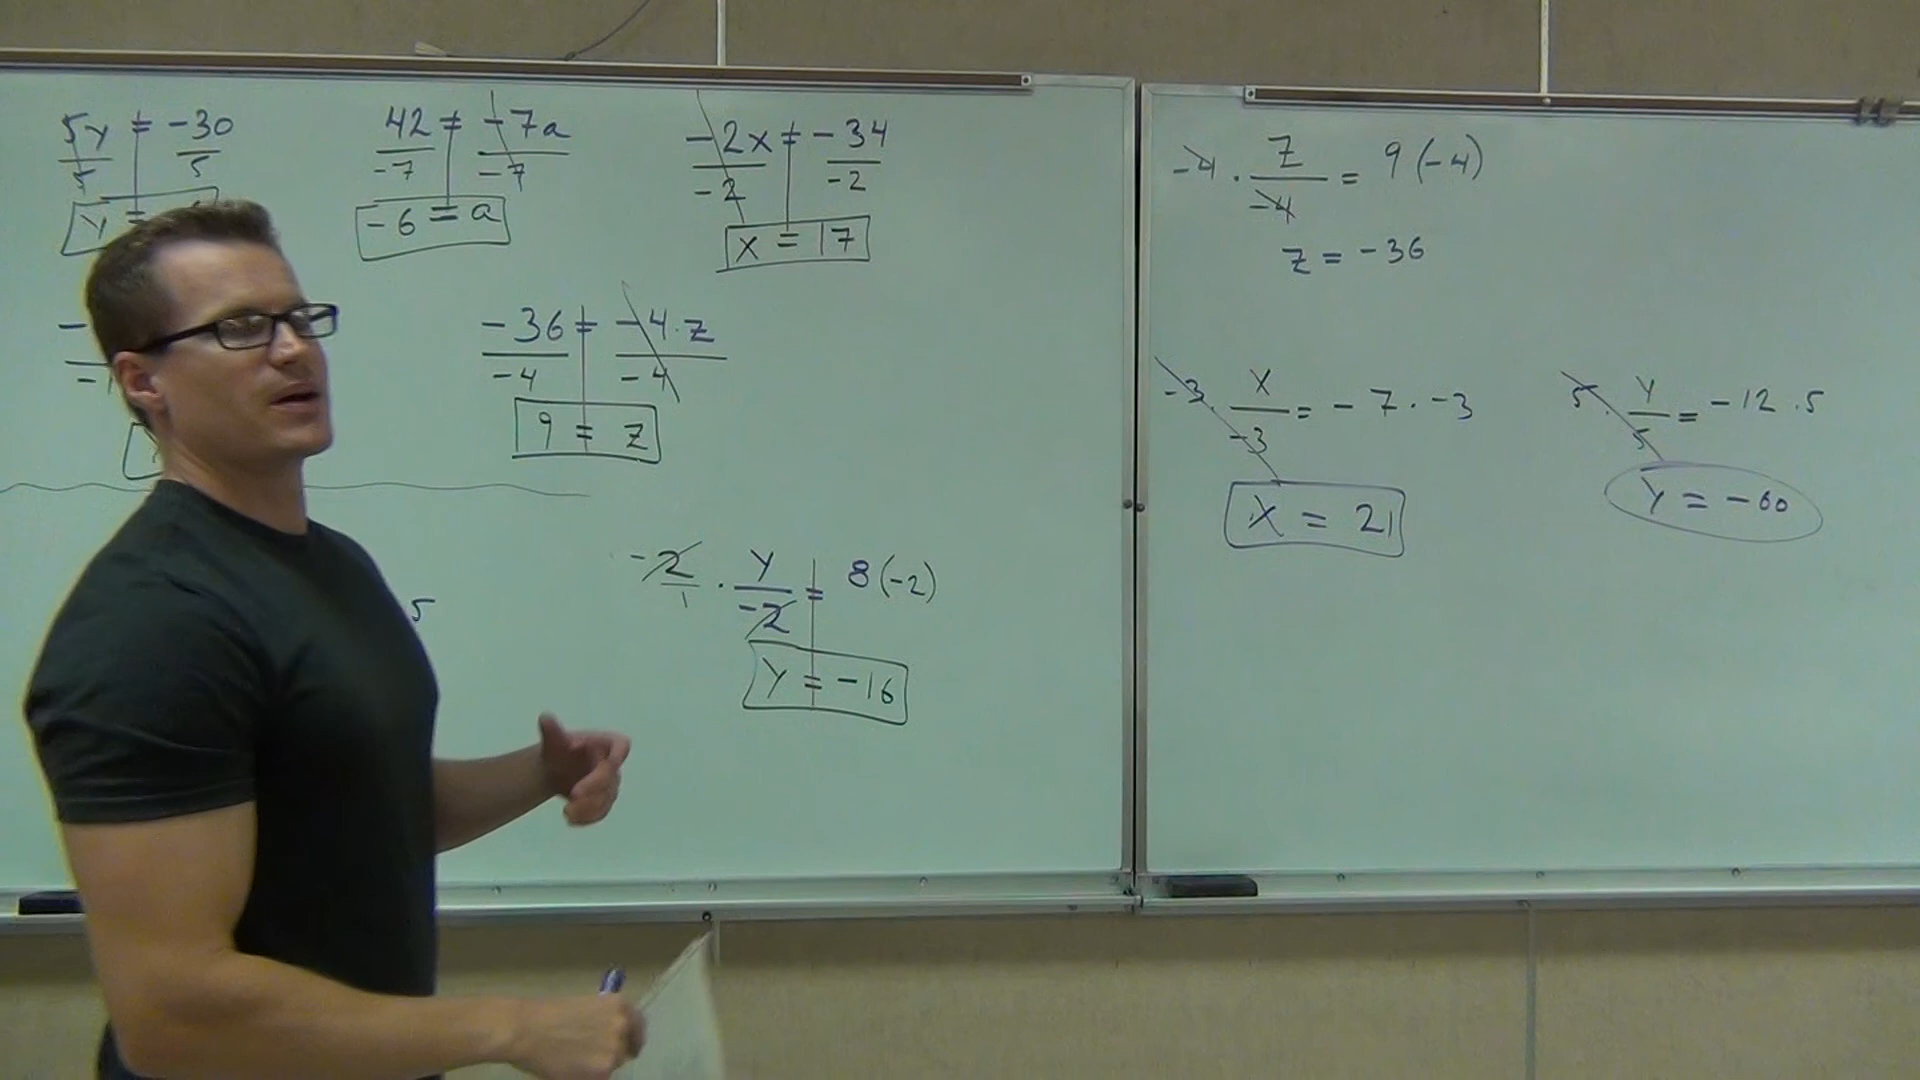 5y = -30
5 5
y =
42 = -7a
-7 -7
-6 = a
-2x = -34
-2 -2
x = 17
-36 = -4·z
-4 -4
9 = z
5
-2/1 · y/-2 = 8(-2)
y = -16
-4 · z/-4 = 9(-4)
z = -36
-3 · x/-3 = -7 · -3
x = 21
5 · y/5 = -12 · 5
y = -60